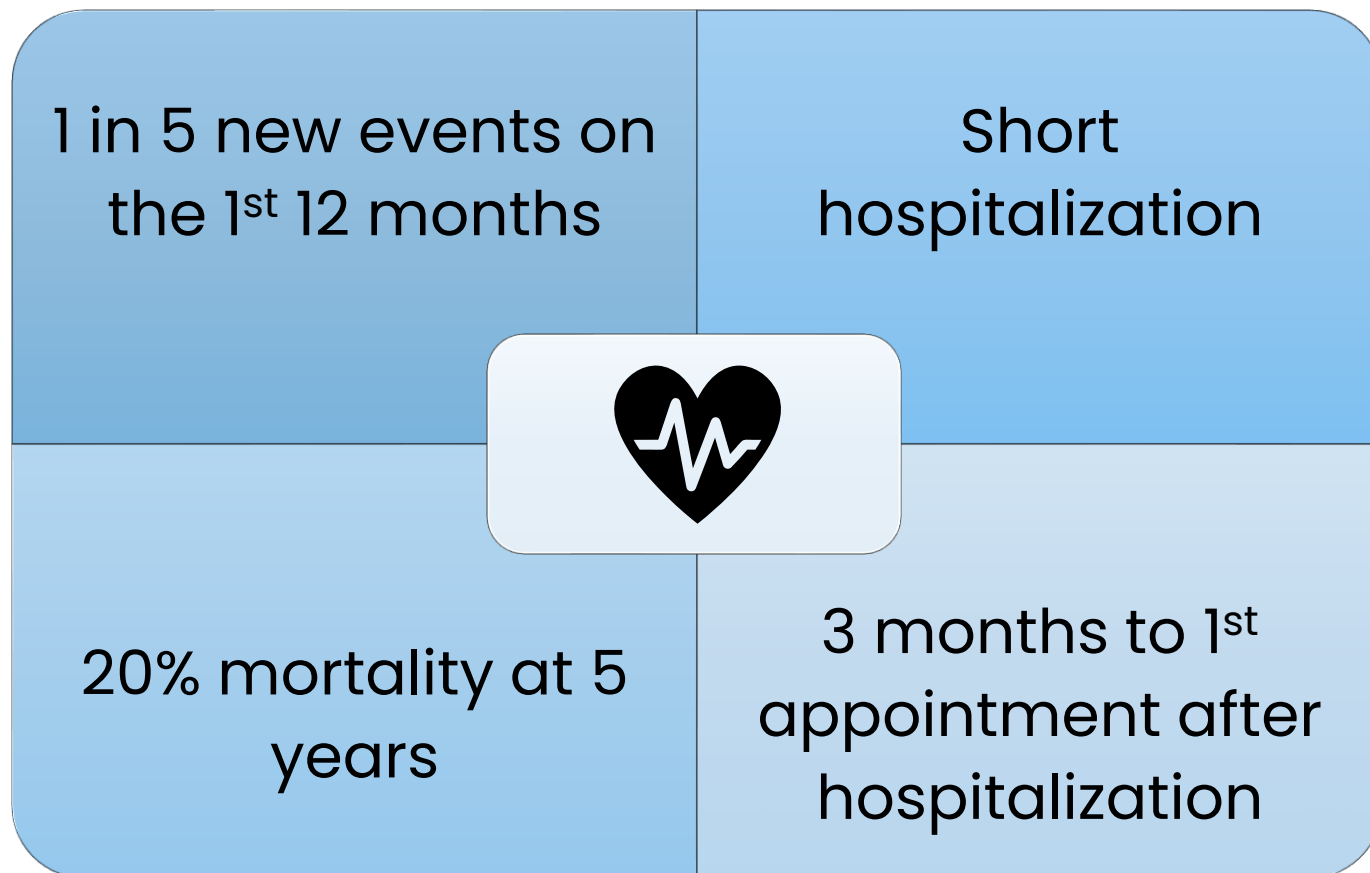 1 in 5 new events on
the 1st 12 months
Short
hospitalization
20% mortality at 5
years
3 months to 1st
appointment after
hospitalization